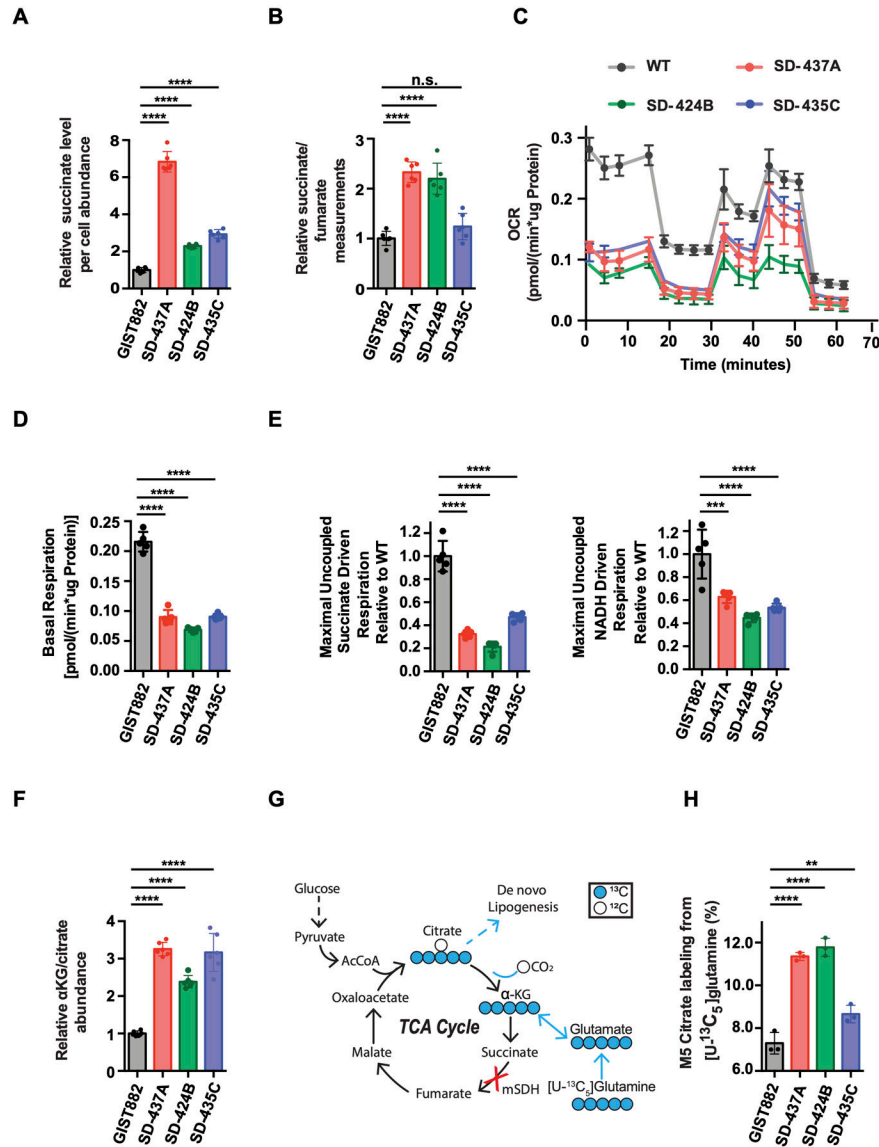 A
Relative succinate level
per cell abundance
****
****
****
8
6
4
2
0
GIST882
SD-437A
SD-424B
SD-435C
B
Relative succinate/
fumarate
measurements
n.s.
****
****
3
2
1
0
GIST882
SD-437A
SD-424B
SD-435C
C
WT
SD-437A
SD-424B
SD-435C
OCR
(pmol/(min*ug Protein)
0.3
0.2
0.1
0.0
0
10
20
30
40
50
60
70
Time (minutes)
D
Basal Respiration
[pmol/(min*ug Protein)]
****
****
****
0.25
0.20
0.15
0.10
0.05
0.00
GIST882
SD-437A
SD-424B
SD-435C
E
Maximal Uncoupled
Succinate Driven
Respiration
Relative to WT
****
****
****
1.2
1.0
0.8
0.6
0.4
0.2
0.0
GIST882
SD-437A
SD-424B
SD-435C
Maximal Uncoupled
NADH Driven
Respiration
Relative to WT
****
****
***
1.2
1.0
0.8
0.6
0.4
0.2
0.0
GIST882
SD-437A
SD-424B
SD-435C
F
Relative αKG/citrate
abundance
****
****
****
4
3
2
1
0
GIST882
SD-437A
SD-424B
SD-435C
G
Glucose
Pyruvate
AcCoA
Oxaloacetate
Malate
Fumarate
Succinate
mSDH
TCA Cycle
Citrate
De novo
Lipogenesis
¹³C
¹²C
CO₂
α-KG
Glutamate
[U-¹³C₅]Glutamine
H
M5 Citrate labeling from
[U-¹³C₅]glutamine (%)
**
****
****
12.0
10.0
8.0
6.0
GIST882
SD-437A
SD-424B
SD-435C